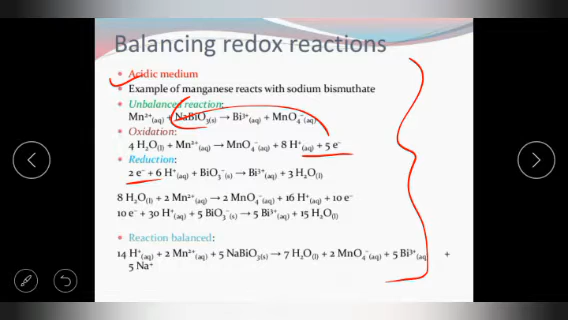 Balancing redox reactions
Acidic medium
Example of manganese reacts with sodium bismuthate
Unbalanced reaction:
Mn²⁺(aq) + NaBiO₃(s) → Bi³⁺(aq) + MnO₄⁻(aq)
Oxidation:
4 H₂O(l) + Mn²⁺(aq) → MnO₄⁻(aq) + 8 H⁺(aq) + 5 e⁻
Reduction:
2 e⁻ + 6 H⁺(aq) + BiO₃⁻(s) → Bi³⁺(aq) + 3 H₂O(l)
8 H₂O(l) + 2 Mn²⁺(aq) → 2 MnO₄⁻(aq) + 16 H⁺(aq) + 10 e⁻
10 e⁻ + 30 H⁺(aq) + 5 BiO₃⁻(s) → 5 Bi³⁺(aq) + 15 H₂O(l)
Reaction balanced:
14 H⁺(aq) + 2 Mn²⁺(aq) + 5 NaBiO₃(s) → 7 H₂O(l) + 2 MnO₄⁻(aq) + 5 Bi³⁺(aq) +
5 Na⁺